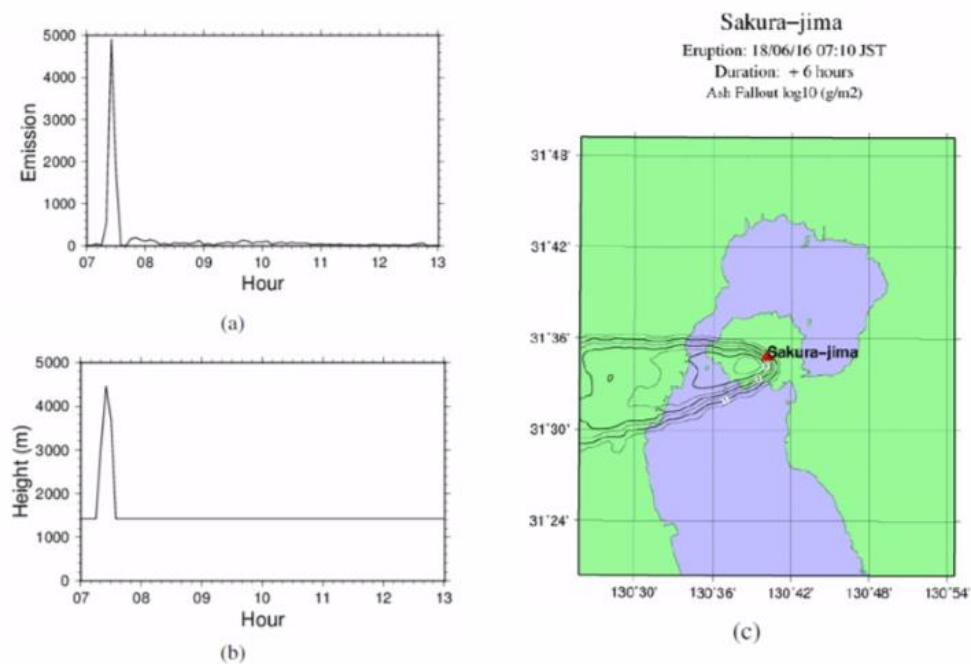 5000
4000
3000
2000
1000
0
Emission
07 08 09 10 11 12 13
Hour
(a)
5000
4000
3000
2000
1000
0
Height (m)
07 08 09 10 11 12 13
Hour
(b)
Sakura-jima
Eruption: 18/06/16 07:10 JST
Duration: + 6 hours
Ash Fallout log10 (g/m2)
31˚48'
31˚42'
31˚36'
31˚30'
31˚24'
Sakura-jima
130˚30' 130˚36' 130˚42' 130˚48' 130˚54'
(c)